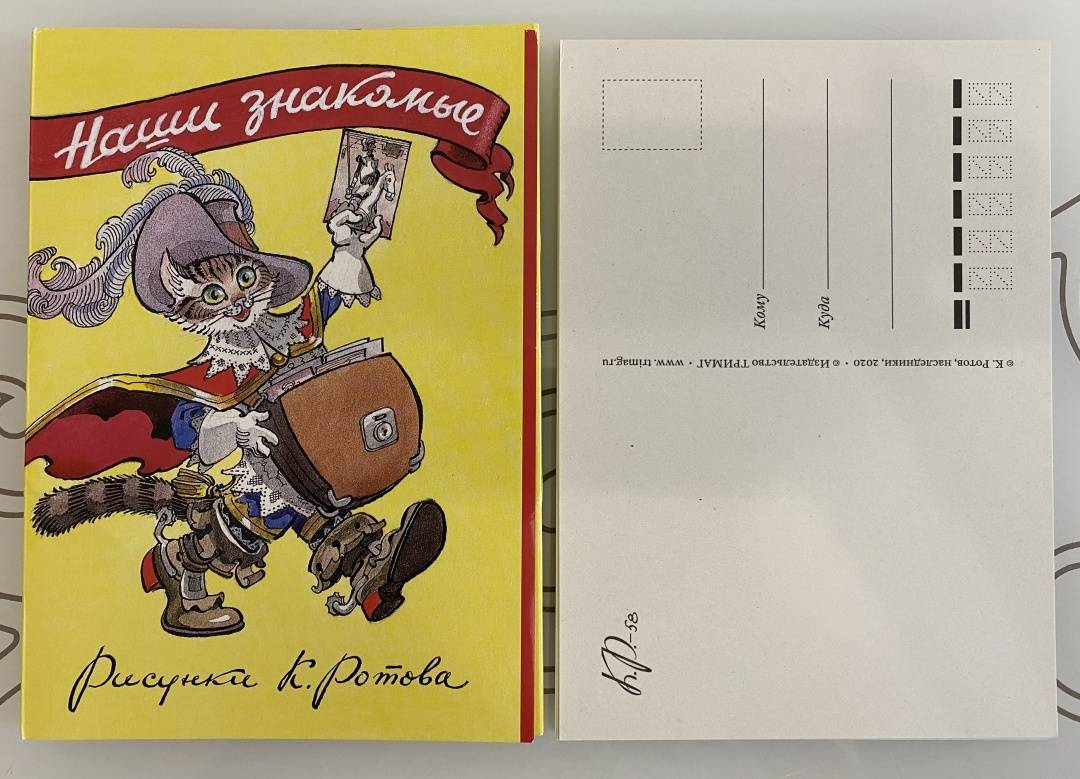 Наши знакомые
Рисунки К. Ротова
Кому
Куда
© К. Ротов, наследники, 2020 • © Издательство ТРИМАГ • www. trimag.ru
К.Р.-58